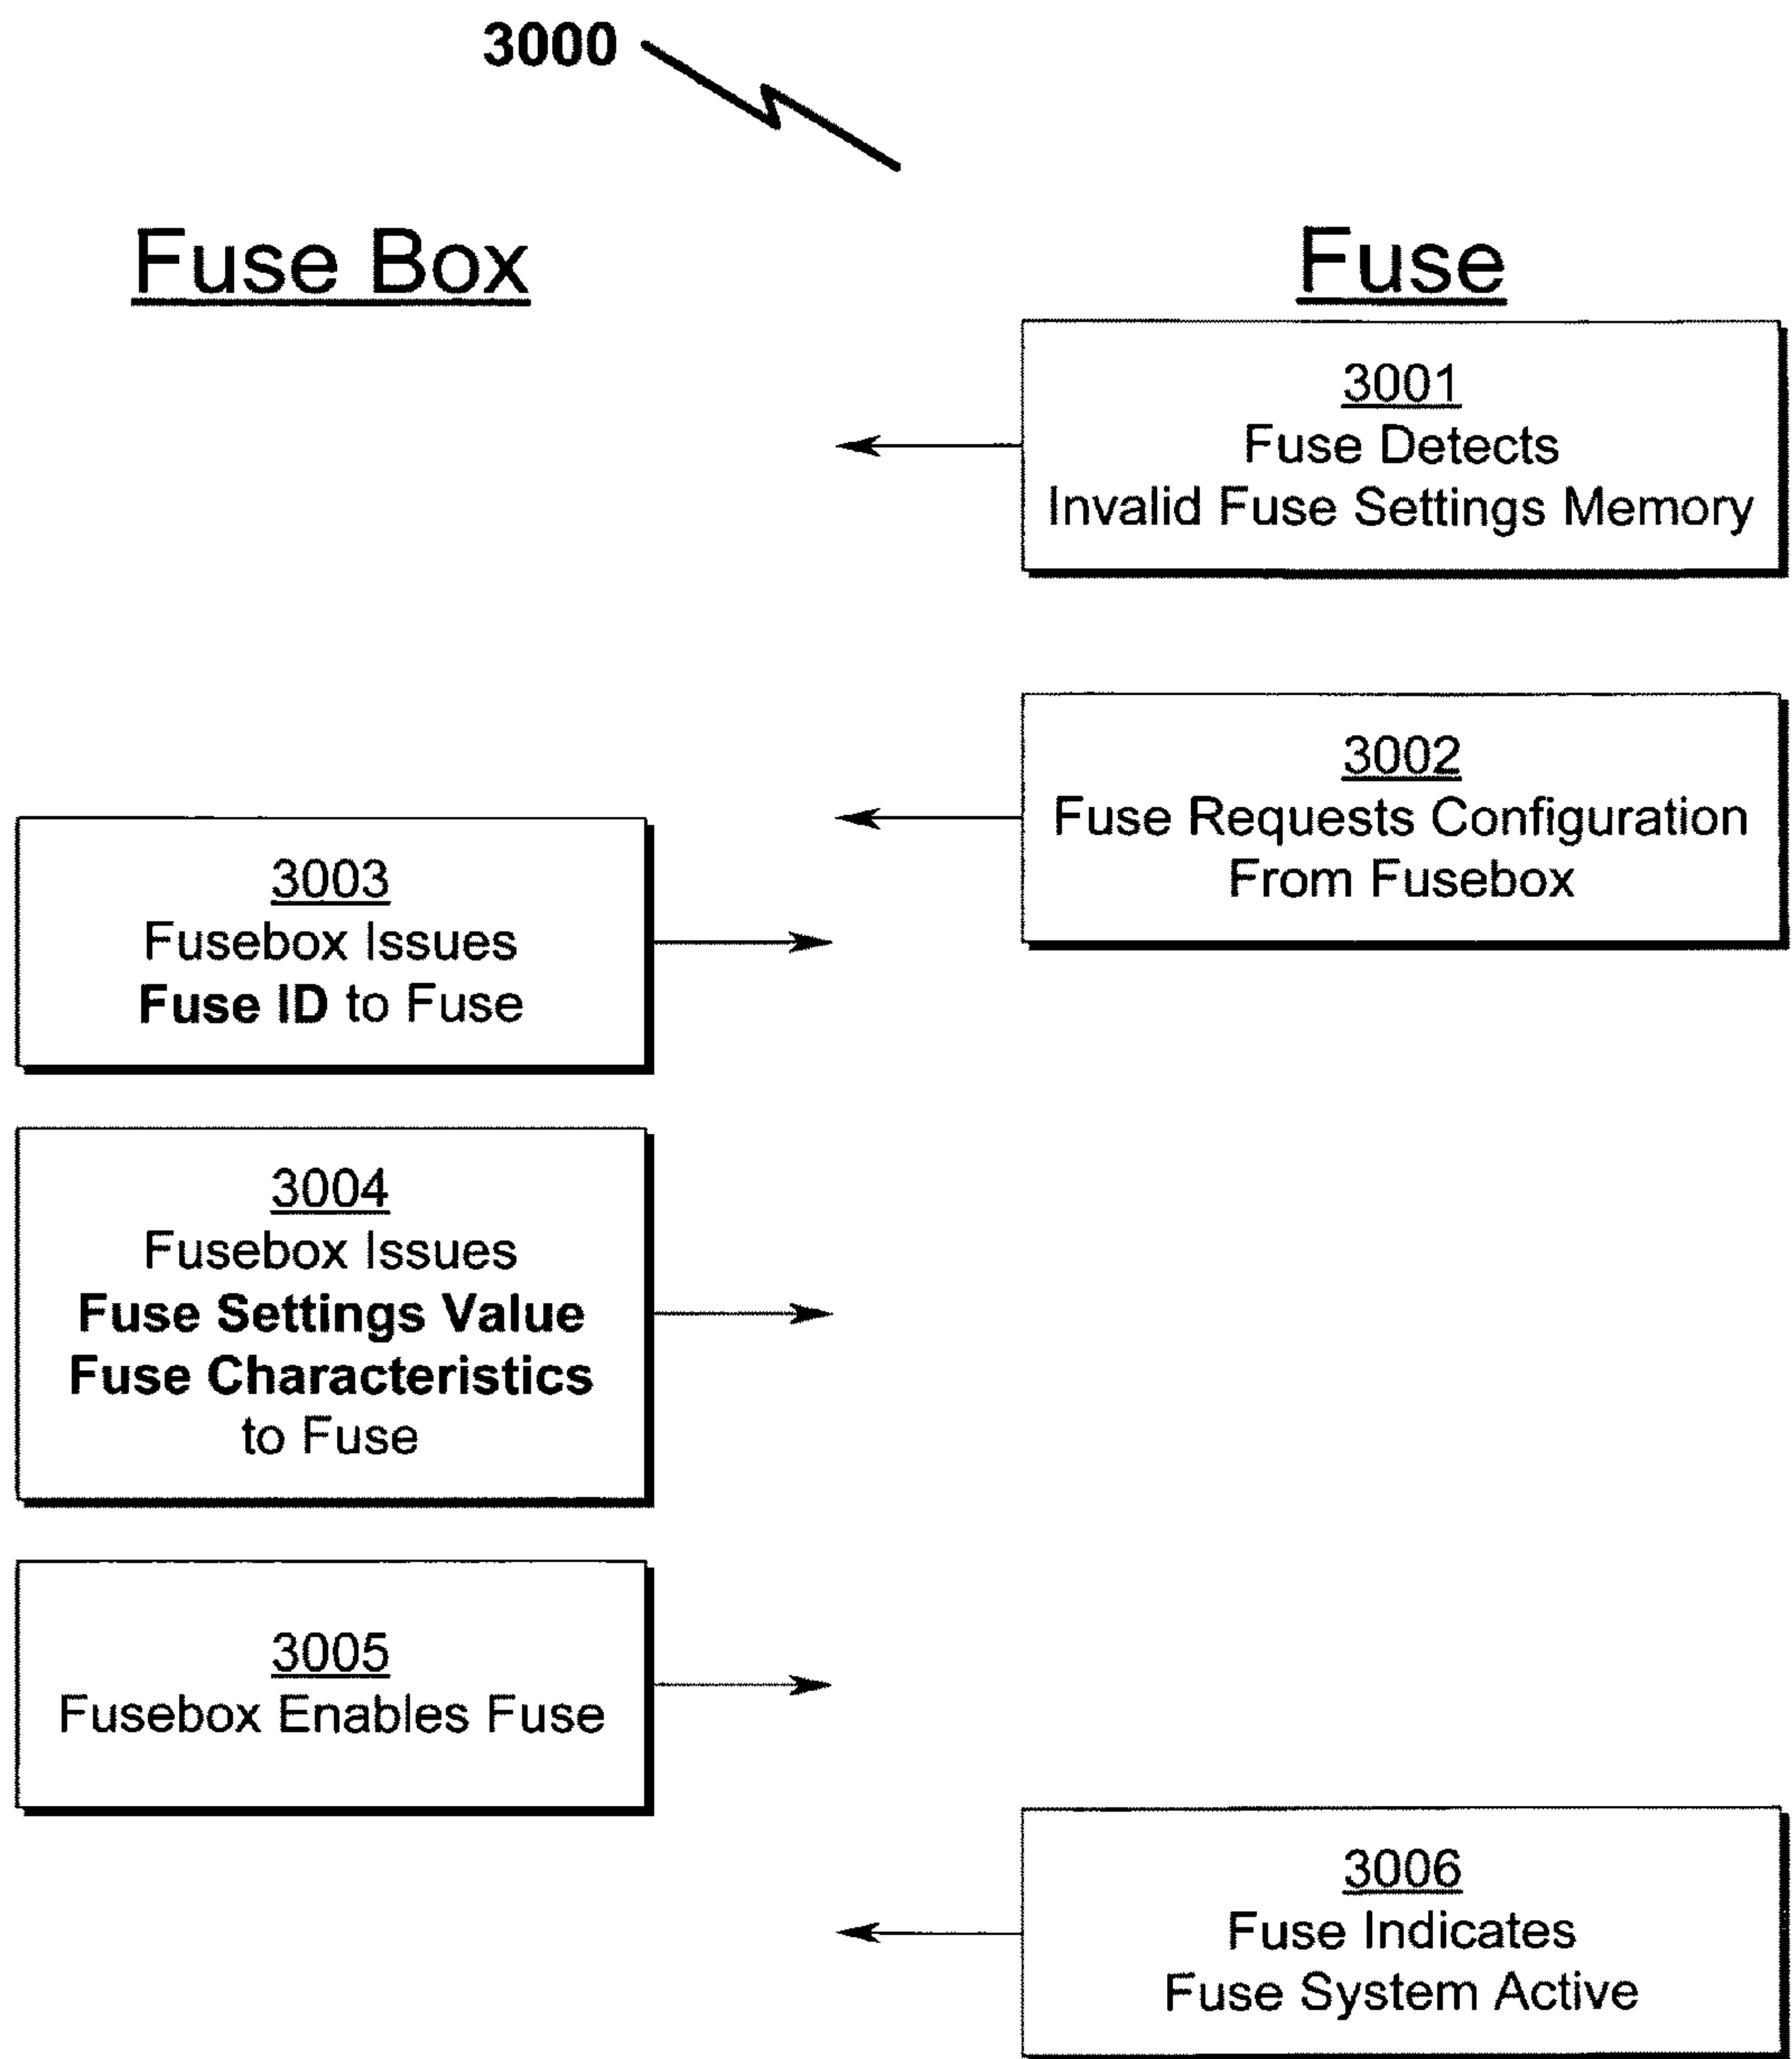 3000
Fuse Box
Fuse
3001
Fuse Detects
Invalid Fuse Settings Memory
3002
Fuse Requests Configuration
From Fusebox
3003
Fusebox Issues
Fuse ID to Fuse
3004
Fusebox Issues
Fuse Settings Value
Fuse Characteristics
to Fuse
3005
Fusebox Enables Fuse
3006
Fuse Indicates
Fuse System Active